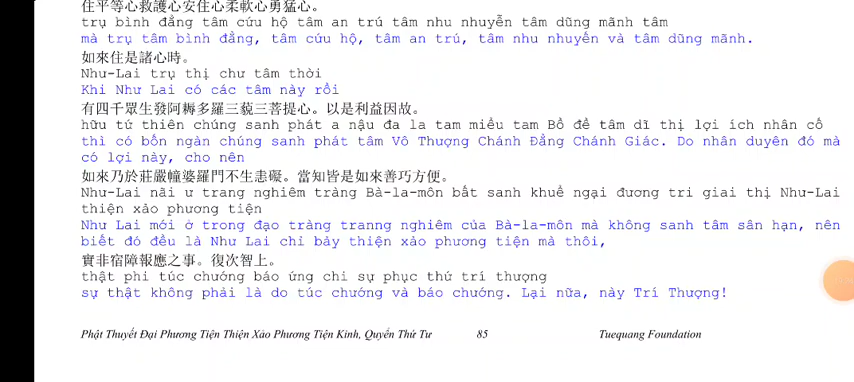 住平等心救護心安住心柔軟心勇猛心。
trụ bình đẳng tâm cứu hộ tâm an trú tâm nhu nhuyễn tâm dũng mãnh tâm
mà trụ tâm bình đẳng, tâm cứu hộ, tâm an trú, tâm nhu nhuyến và tâm dũng mãnh.
如來住是諸心時。
Như-Lai trụ thị chư tâm thời
Khi Như Lai có các tâm này rồi
有四千眾生發阿耨多羅三藐三菩提心。以是利益因故。
hữu tứ thiên chúng sanh phát a nậu đa la tam miểu tam Bồ đề tâm dĩ thị lợi ích nhân cố
thì có bốn ngàn chúng sanh phát tâm Vô Thượng Chánh Đẳng Chánh Giác. Do nhân duyên đó mà
có lợi này, cho nên
如來乃於莊嚴幢婆羅門不生恚礙。當知皆是如來善巧方便。
Như-Lai nãi ư trang nghiêm tràng Bà-la-môn bất sanh khuể ngại đương tri giai thị Như-Lai
thiện xảo phương tiện
Như Lai mới ở trong đạo tràng tranng nghiêm của Bà-la-môn mà không sanh tâm sân hạn, nên
biết đó đều là Như Lai chỉ bảy thiện xảo phương tiện mà thôi,
實非宿障報應之事。復次智上。
thật phi túc chướng báo ứng chi sự phục thứ trí thượng
sự thật không phải là do túc chướng và báo chướng. Lại nữa, này Trí Thượng!
Phật Thuyết Đại Phương Tiện Thiện Xảo Phương Tiện Kinh, Quyển Thứ Tư 85 Tuequang Foundation